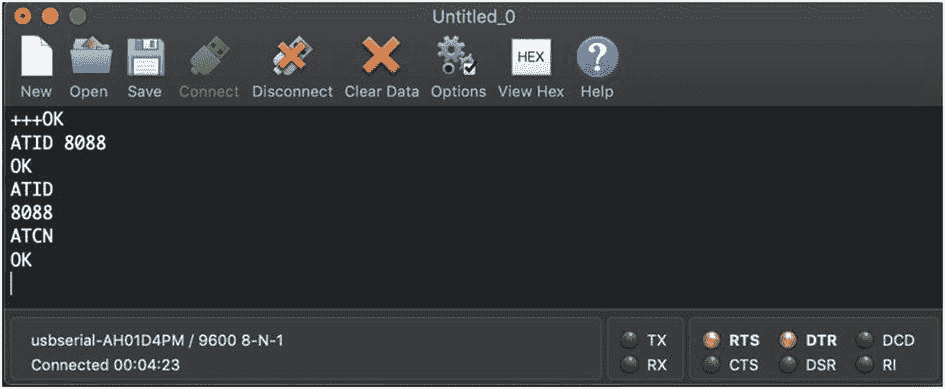 Untitled_0
New Open Save Connect Disconnect Clear Data Options View Hex Help
HEX
?
+++OK
ATID 8088
OK
ATID
8088
ATCN
OK
usbserial-AH01D4PM / 9600 8-N-1
Connected 00:04:23
TX RTS DTR DCD
RX CTS DSR RI